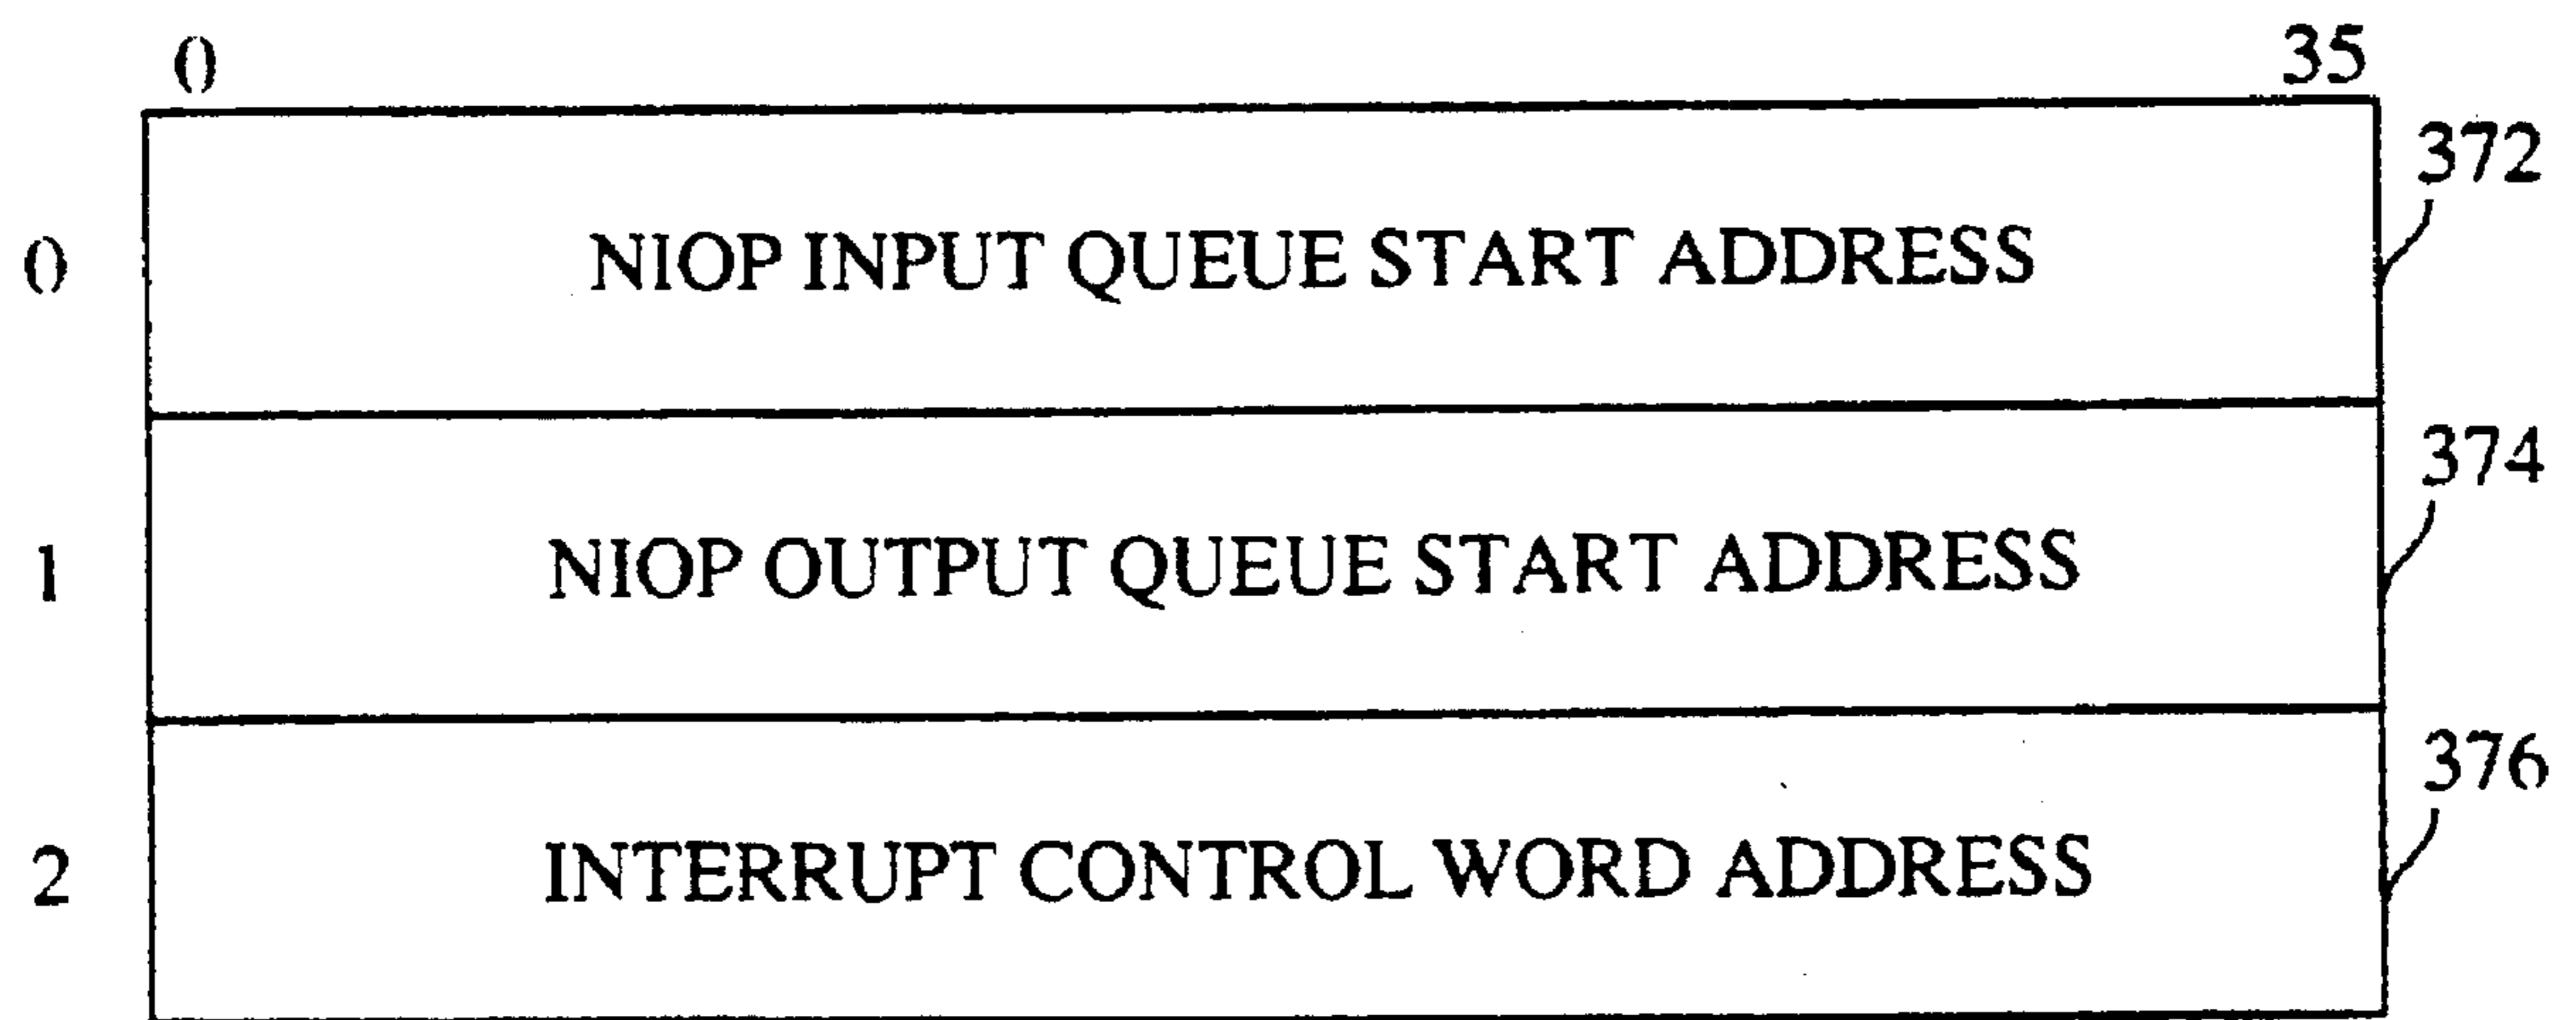 0 35
372
0 NIOP INPUT QUEUE START ADDRESS
374
1 NIOP OUTPUT QUEUE START ADDRESS
376
2 INTERRUPT CONTROL WORD ADDRESS